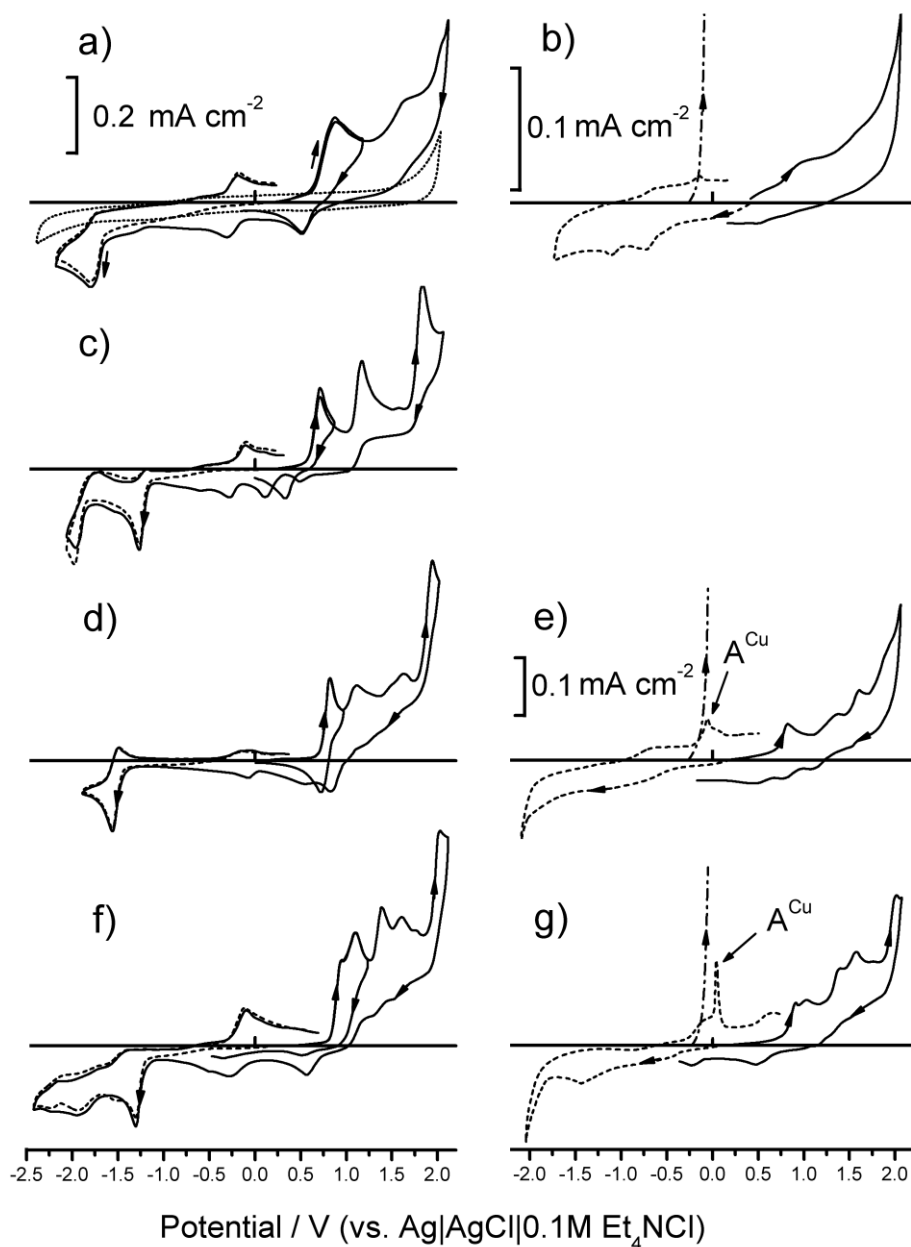 a)
0.2 mA cm-2
b)
0.1 mA cm-2
c)
d)
e)
ACu
0.1 mA cm-2
f)
g)
ACu
-2.5 -2.0 -1.5 -1.0 -0.5 0.0 0.5 1.0 1.5 2.0
-2.0 -1.5 -1.0 -0.5 0.0 0.5 1.0 1.5 2.0
Potential / V (vs. Ag|AgCl|0.1M Et4NCl)